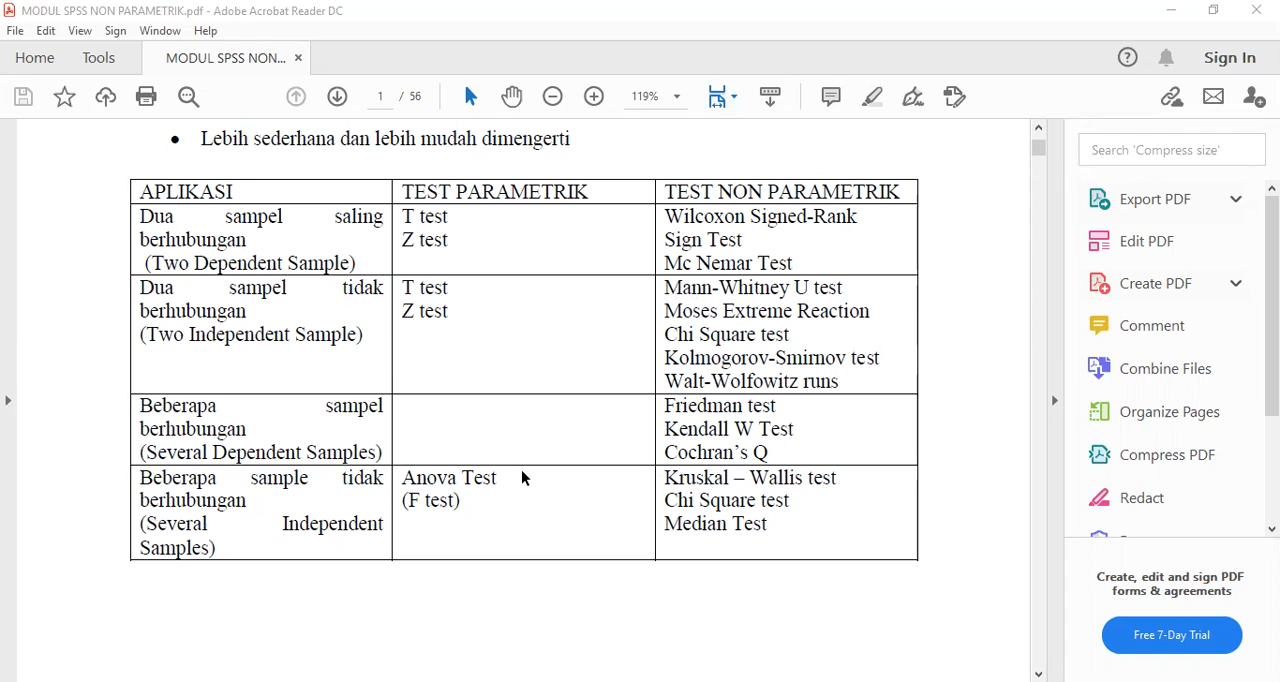 MODUL SPSS NON PARAMETRIK.pdf - Adobe Acrobat Reader DC
File Edit View Sign Window Help
Home Tools MODUL SPSS NON... × Sign In
1 / 56 119%
Search 'Compress size'
• Lebih sederhana dan lebih mudah dimengerti
APLIKASI TEST PARAMETRIK TEST NON PARAMETRIK
Dua sampel saling T test Wilcoxon Signed-Rank
berhubungan Z test Sign Test
(Two Dependent Sample) Mc Nemar Test
Dua sampel tidak T test Mann-Whitney U test
berhubungan Z test Moses Extreme Reaction
(Two Independent Sample) Chi Square test
Kolmogorov-Smirnov test
Walt-Wolfowitz runs
Beberapa sampel Friedman test
berhubungan Kendall W Test
(Several Dependent Samples) Cochran's Q
Beberapa sample tidak Anova Test Kruskal – Wallis test
berhubungan (F test) Chi Square test
(Several Independent Median Test
Samples)
Export PDF
Edit PDF
Create PDF
Comment
Combine Files
Organize Pages
Compress PDF
Redact
Create, edit and sign PDF
forms & agreements
Free 7-Day Trial